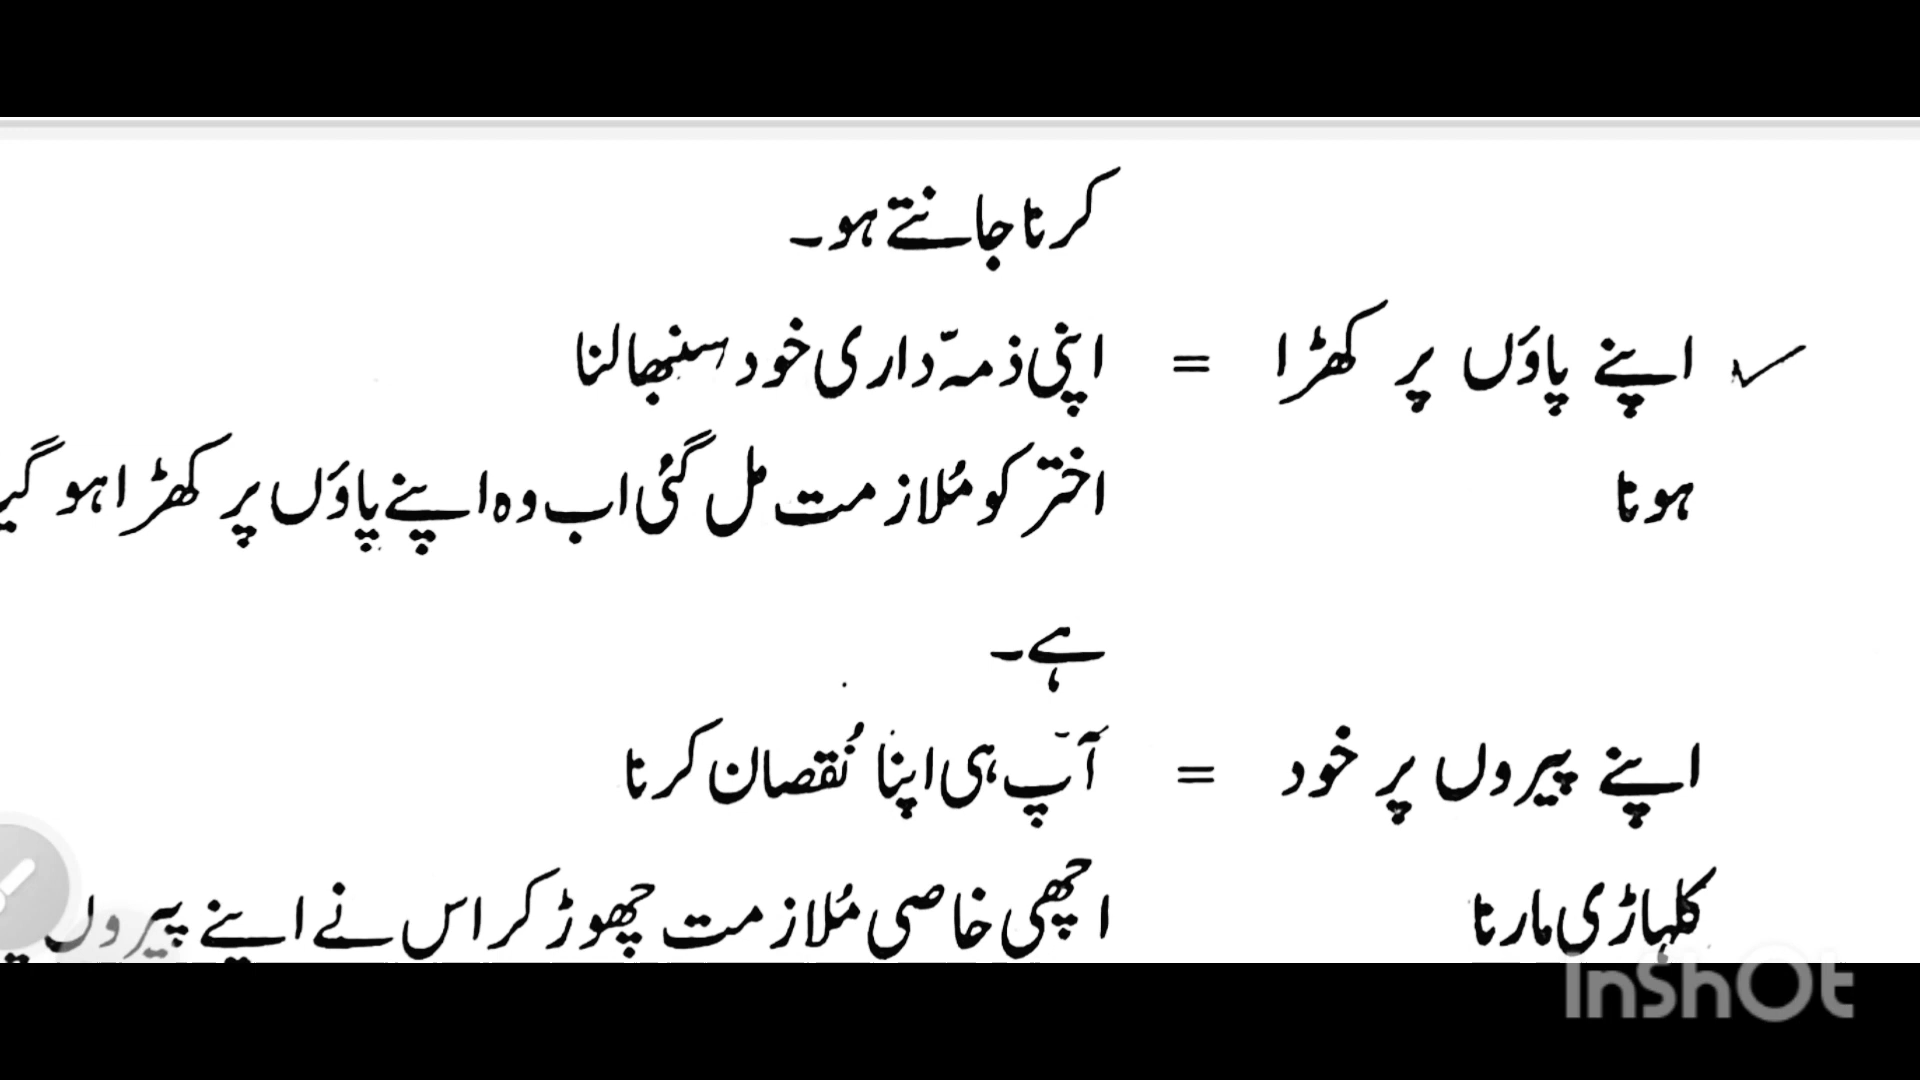 کرنا جانتے ہو۔
اپنے پاؤں پر کھڑا = اپنی ذمہّ داری خود سنبھالنا
ہونا اختر کو مُلازمت مل گئی اب وہ اپنے پاؤں پر کھڑا ہو
ہے۔
اپنے پیروں پر خود = آپ ہی اپنا نُقصان کرنا
کلہاڑی مارنا اچھی خاصی مُلازمت چھوڑ کر اس نے اپنے پیروں
InShOt